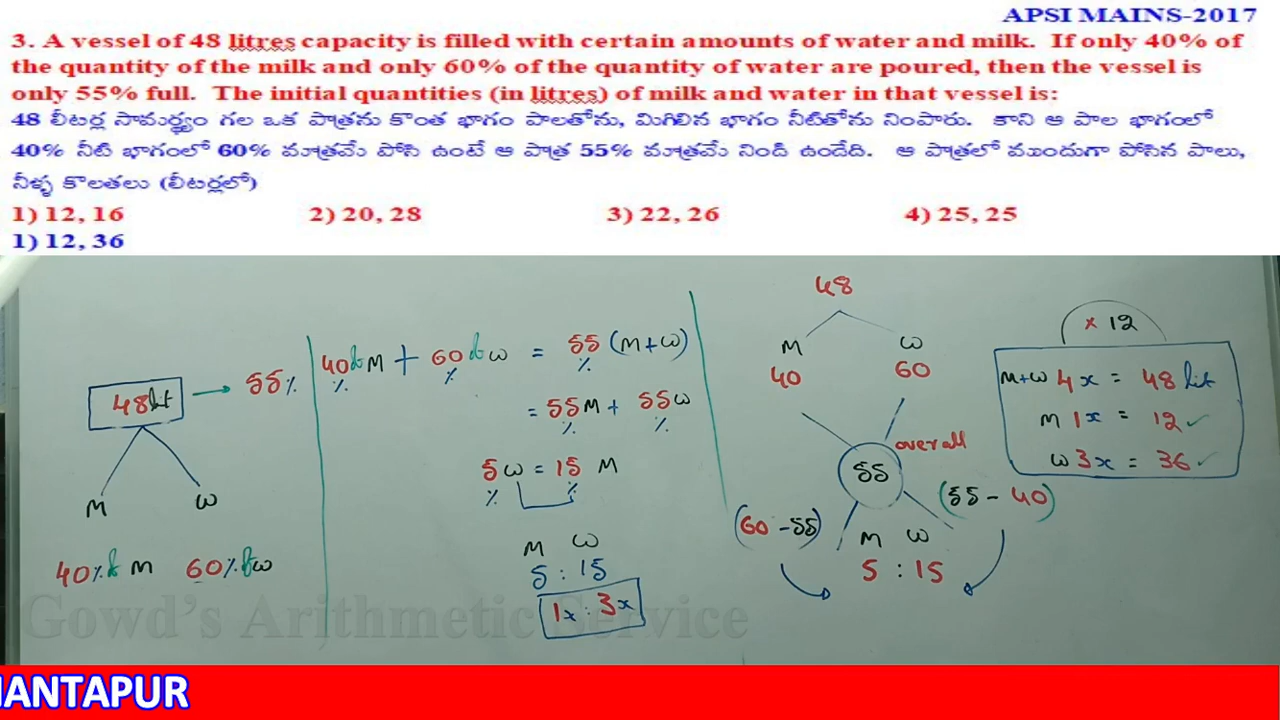 APSI MAINS-2017
3. A vessel of 48 litres capacity is filled with certain amounts of water and milk. If only 40% of
the quantity of the milk and only 60% of the quantity of water are poured, then the vessel is
only 55% full. The initial quantities (in litres) of milk and water in that vessel is:
48 లీటర్ల సామర్థ్యం గల ఒక పాత్రను కొంత భాగం పాలతోను, మిగిలిన భాగం నీటితోను నింపారు. కాని ఆ పాల భాగంలో
40% నీటి భాగంలో 60% మాత్రమే పోసి ఉంటే ఆ పాత్ర 55% మాత్రమే నిండి ఉండేది. ఆ పాత్రలో ముందుగా పోసిన పాలు,
నీళ్ళ కొలతలు (లీటర్లలో)
1) 12, 16 2) 20, 28 3) 22, 26 4) 25, 25
1) 12, 36
48lit → 55%
M W
40% of M 60% of W
40% of M + 60% of W = 55% (M+W)
= 55% M + 55% W
5% W = 15% M
M W
5 : 15
1x : 3x
48
M W
40 60
55 overall
(60-55) (55-40)
M W
5 : 15
× 12
M+W 4x = 48 lit
M 1x = 12 ✓
W 3x = 36 ✓
Gowd's Arithmetic Service
ANTAPUR